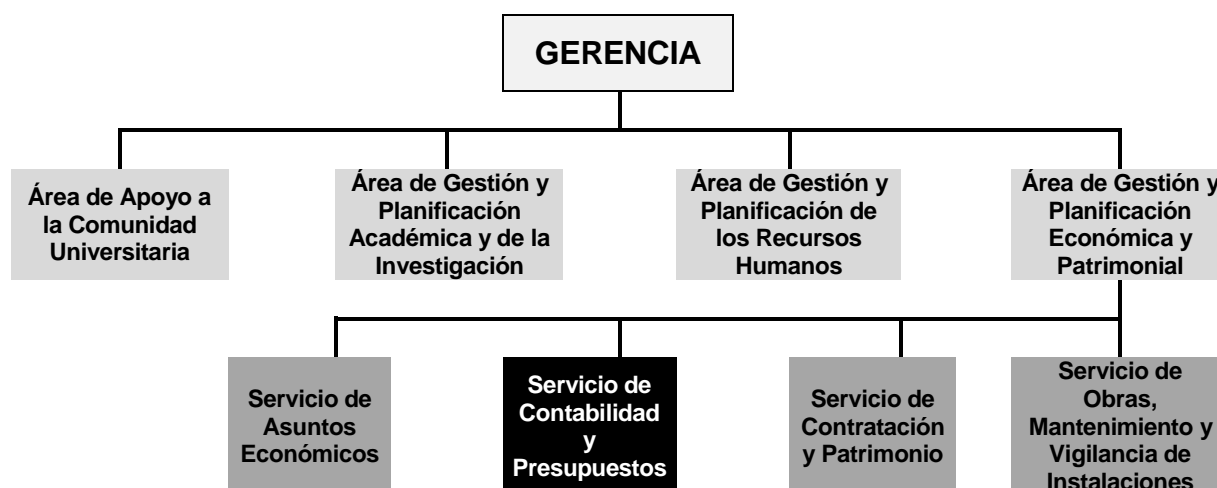 GERENCIA
Área de Apoyo a
la Comunidad
Universitaria
Área de Gestión y
Planificación
Académica y de la
Investigación
Área de Gestión y
Planificación de
los Recursos
Humanos
Área de Gestión y
Planificación
Económica y
Patrimonial
Servicio de
Asuntos
Económicos
Servicio de
Contabilidad
y
Presupuestos
Servicio de
Contratación
y Patrimonio
Servicio de
Obras,
Mantenimiento y
Vigilancia de
Instalaciones